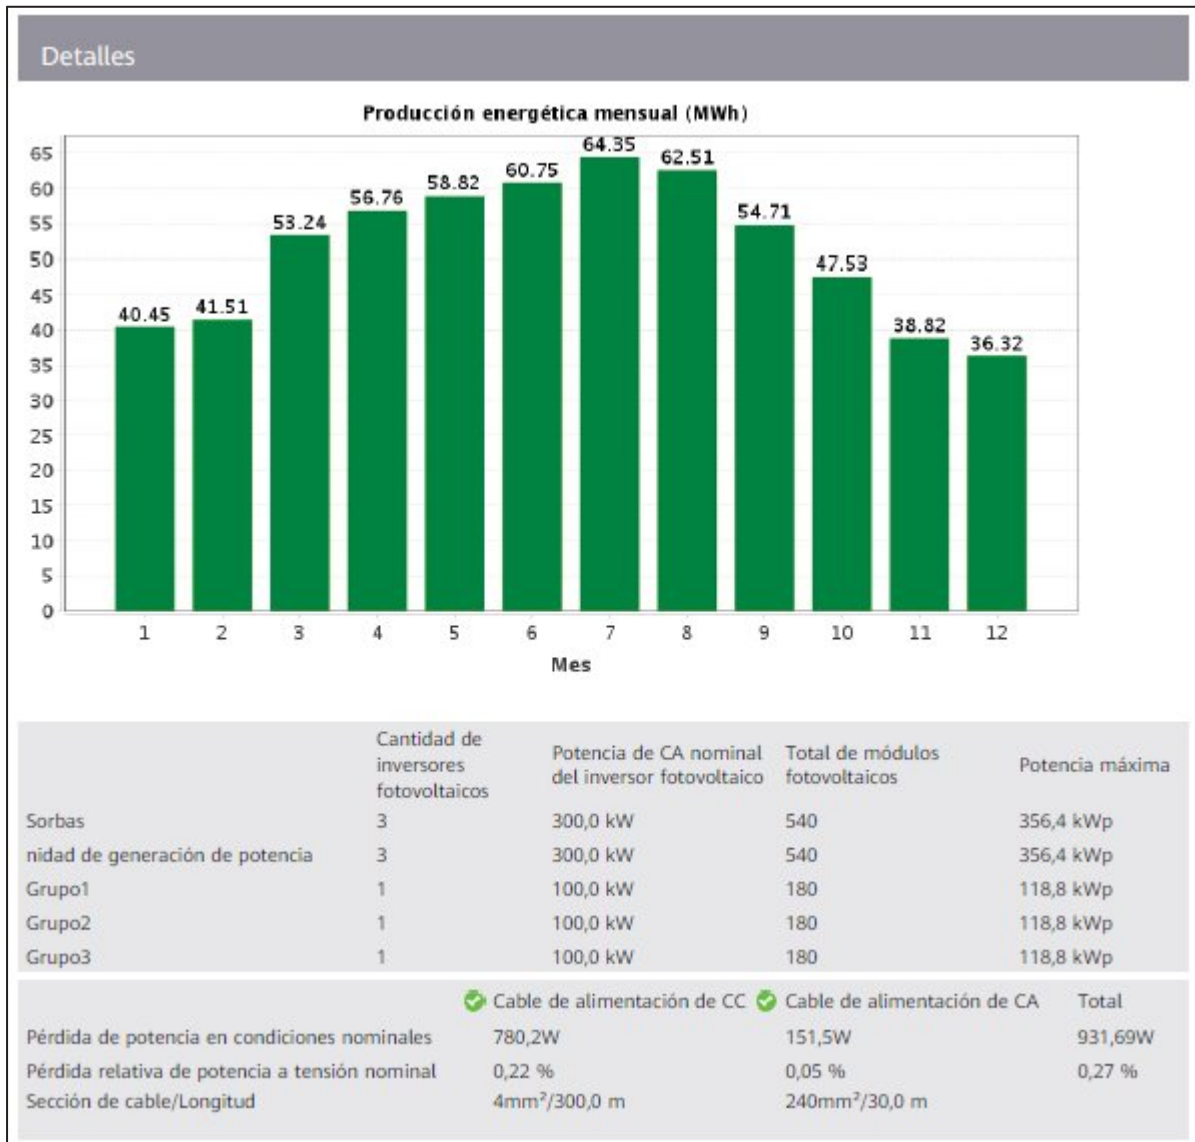 Detalles
Producción energética mensual (MWh)
65
60
55
50
45
40
35
30
25
20
15
10
5
0
40.45
41.51
53.24
56.76
58.82
60.75
64.35
62.51
54.71
47.53
38.82
36.32
1 2 3 4 5 6 7 8 9 10 11 12
Mes
Cantidad de
inversores
fotovoltaicos
Potencia de CA nominal
del inversor fotovoltaico
Total de módulos
fotovoltaicos
Potencia máxima
Sorbas 3 300,0 kW 540 356,4 kWp
nidad de generación de potencia 3 300,0 kW 540 356,4 kWp
Grupo1 1 100,0 kW 180 118,8 kWp
Grupo2 1 100,0 kW 180 118,8 kWp
Grupo3 1 100,0 kW 180 118,8 kWp
Cable de alimentación de CC Cable de alimentación de CA Total
Pérdida de potencia en condiciones nominales 780,2W 151,5W 931,69W
Pérdida relativa de potencia a tensión nominal 0,22 % 0,05 % 0,27 %
Sección de cable/Longitud 4mm²/300,0 m 240mm²/30,0 m